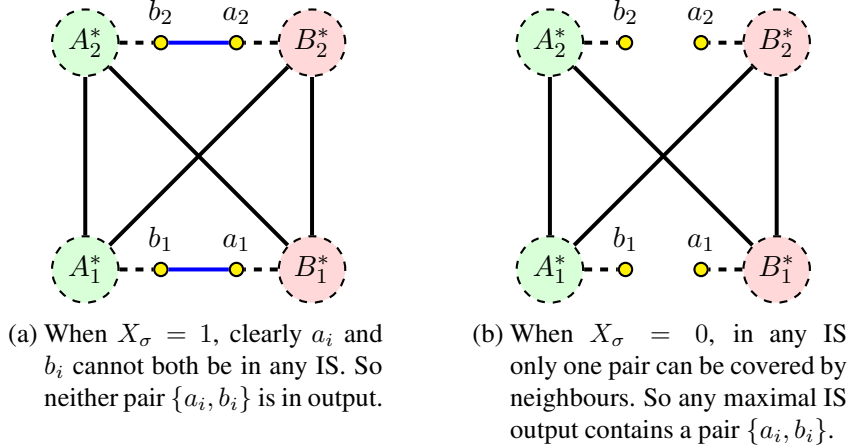 b₂ a₂
A₂* B₂*
b₁ a₁
A₁* B₁*
(a) When X_σ = 1, clearly aᵢ and
bᵢ cannot both be in any IS. So
neither pair {aᵢ, bᵢ} is in output.
b₂ a₂
A₂* B₂*
b₁ a₁
A₁* B₁*
(b) When X_σ = 0, in any IS
only one pair can be covered by
neighbours. So any maximal IS
output contains a pair {aᵢ, bᵢ}.